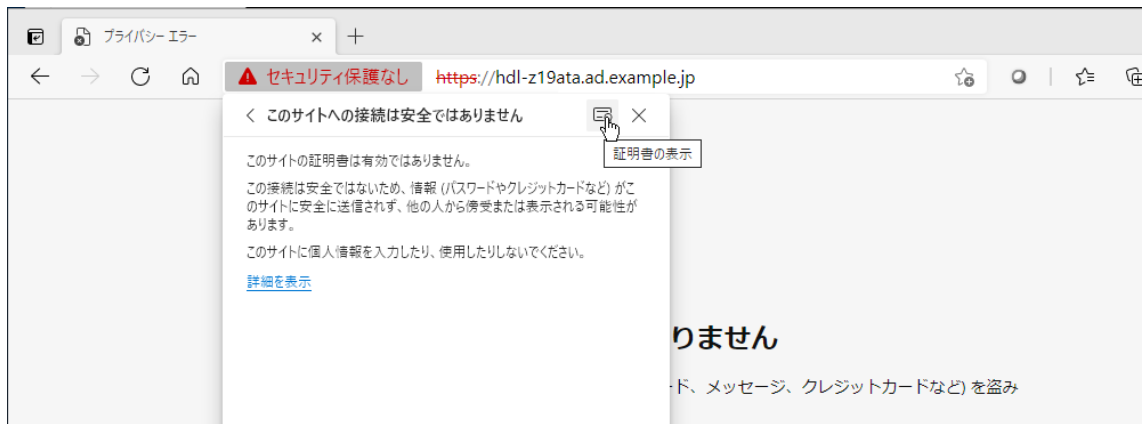 プライバシー エラー
セキュリティ保護なし https://hdl-z19ata.ad.example.jp
このサイトへの接続は安全ではありません
証明書の表示
このサイトの証明書は有効ではありません。
この接続は安全ではないため、情報 (パスワードやクレジットカードなど) がこ
のサイトに安全に送信されず、他の人から傍受または表示される可能性が
あります。
このサイトに個人情報を入力したり、使用したりしないでください。
詳細を表示
りません
ード、メッセージ、クレジットカードなど) を盗み